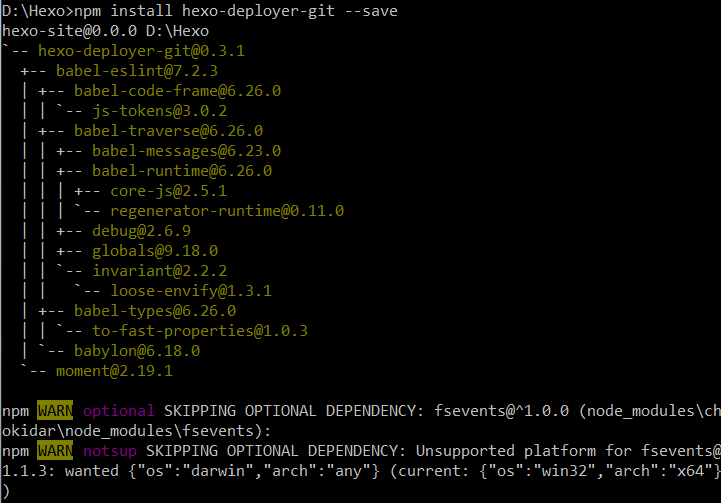 D:\Hexo>npm install hexo-deployer-git --save
hexo-site@0.0.0 D:\Hexo
`-- hexo-deployer-git@0.3.1
  +-- babel-eslint@7.2.3
  | +-- babel-code-frame@6.26.0
  | | `-- js-tokens@3.0.2
  | +-- babel-traverse@6.26.0
  | | +-- babel-messages@6.23.0
  | | +-- babel-runtime@6.26.0
  | | | +-- core-js@2.5.1
  | | | `-- regenerator-runtime@0.11.0
  | | +-- debug@2.6.9
  | | +-- globals@9.18.0
  | | `-- invariant@2.2.2
  | |   `-- loose-envify@1.3.1
  | +-- babel-types@6.26.0
  | | `-- to-fast-properties@1.0.3
  | `-- babylon@6.18.0
  `-- moment@2.19.1

npm WARN optional SKIPPING OPTIONAL DEPENDENCY: fsevents@^1.0.0 (node_modules\ch
okidar\node_modules\fsevents):
npm WARN notsup SKIPPING OPTIONAL DEPENDENCY: Unsupported platform for fsevents@
1.1.3: wanted {"os":"darwin","arch":"any"} (current: {"os":"win32","arch":"x64"}
)